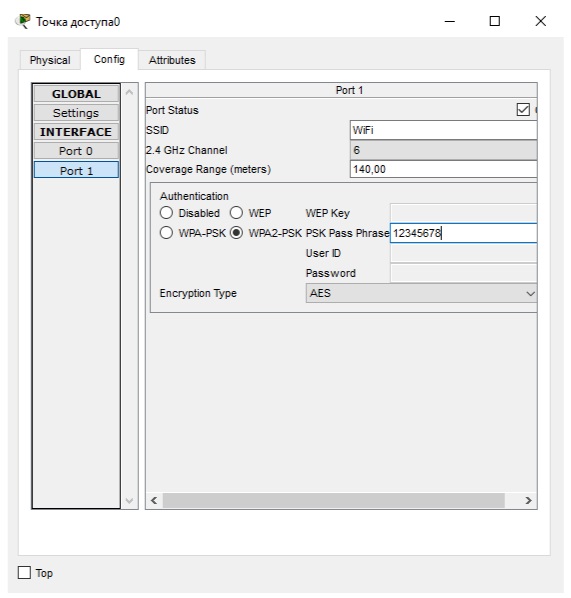 Точка доступа0
Physical Config Attributes
GLOBAL
Settings
INTERFACE
Port 0
Port 1
Port 1
Port Status
SSID WiFi
2.4 GHz Channel 6
Coverage Range (meters) 140,00
Authentication
Disabled WEP WEP Key
WPA-PSK WPA2-PSK PSK Pass Phrase 12345678
User ID
Password
Encryption Type AES
Top